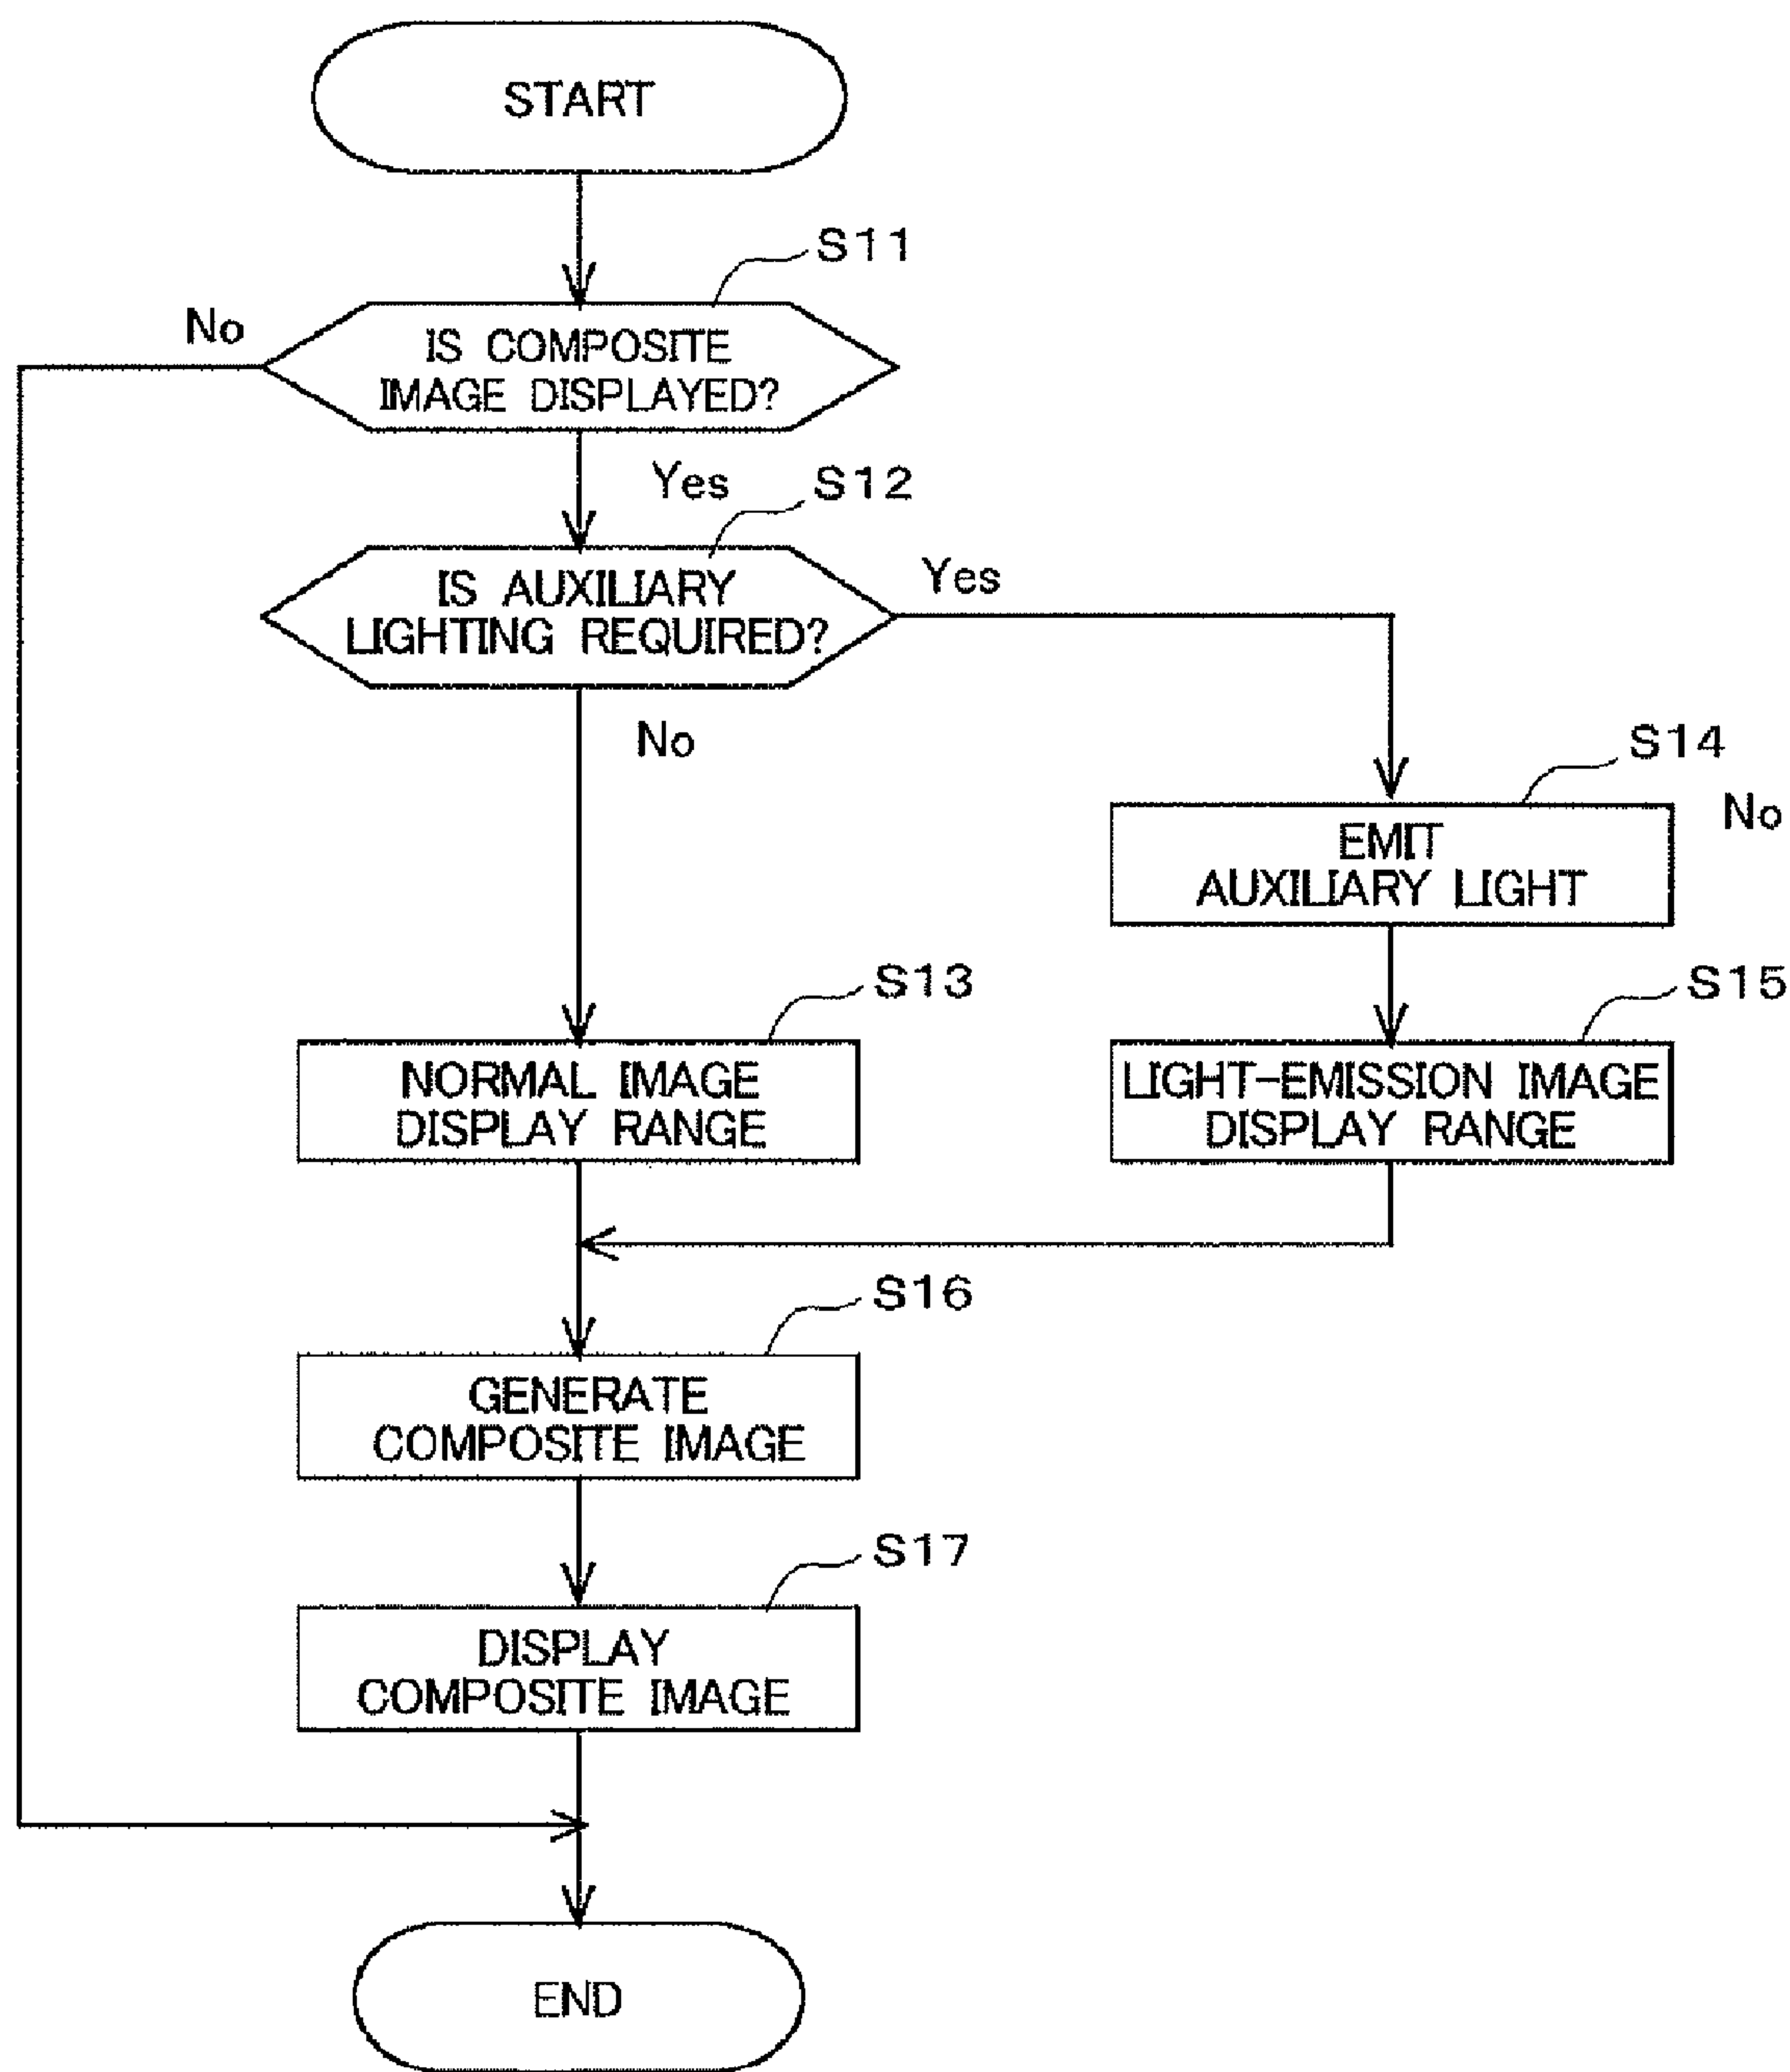 START
S11
No
IS COMPOSITE
IMAGE DISPLAYED?
Yes
S12
IS AUXILIARY
LIGHTING REQUIRED?
Yes
No
S14
No
EMIT
AUXILIARY LIGHT
S13
S15
NORMAL IMAGE
DISPLAY RANGE
LIGHT-EMISSION IMAGE
DISPLAY RANGE
S16
GENERATE
COMPOSITE IMAGE
S17
DISPLAY
COMPOSITE IMAGE
END